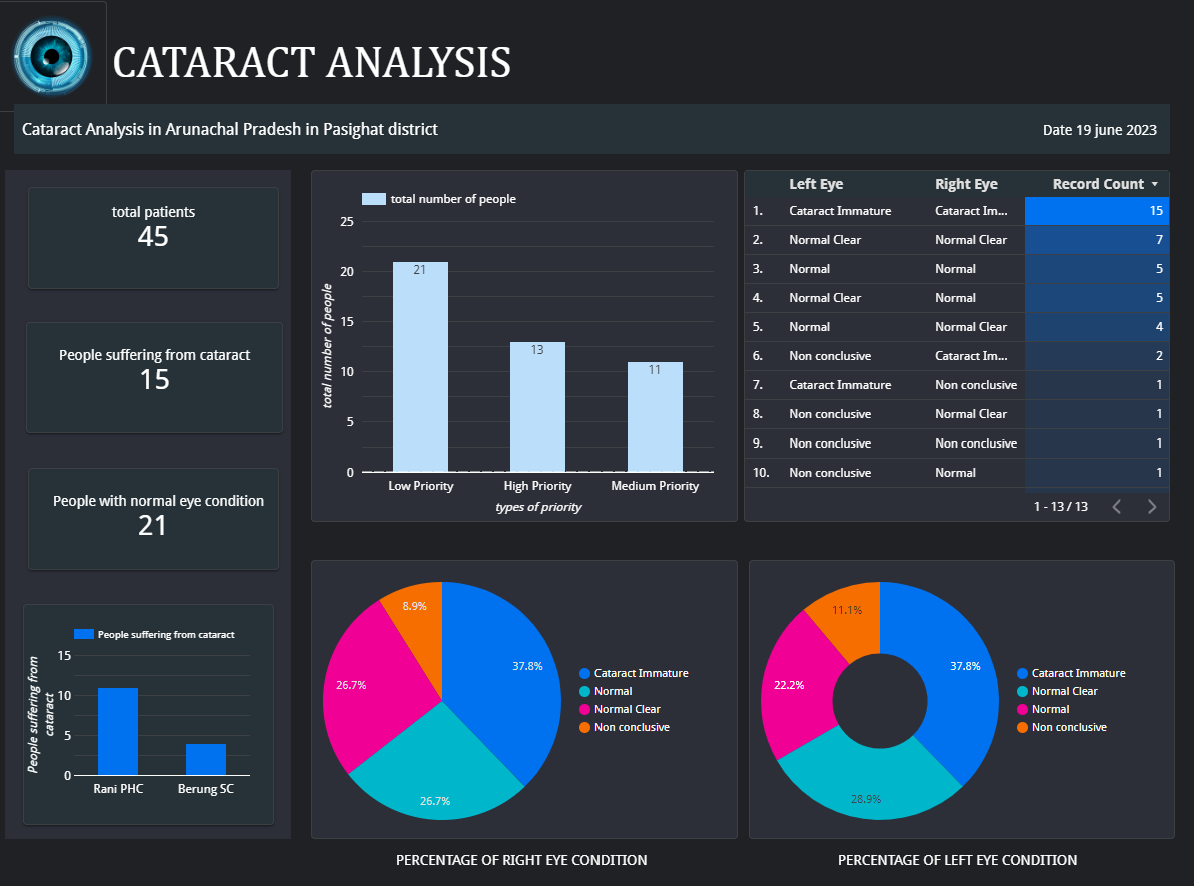 CATARACT ANALYSIS
Cataract Analysis in Arunachal Pradesh in Pasighat district
Date 19 june 2023
total patients
45
People suffering from cataract
15
People with normal eye condition
21
People suffering from cataract
15
10
5
0
People suffering from
cataract
Rani PHC
Berung SC
total number of people
25
20
15
10
5
0
total number of people
21
13
11
Low Priority
High Priority
Medium Priority
types of priority
Left Eye Right Eye Record Count
1. Cataract Immature Cataract Im... 15
2. Normal Clear Normal Clear 7
3. Normal Normal 5
4. Normal Clear Normal 5
5. Normal Normal Clear 4
6. Non conclusive Cataract Im... 2
7. Cataract Immature Non conclusive 1
8. Non conclusive Normal Clear 1
9. Non conclusive Non conclusive 1
10. Non conclusive Normal 1
1 - 13 / 13
8.9%
37.8%
26.7%
26.7%
Cataract Immature
Normal
Normal Clear
Non conclusive
PERCENTAGE OF RIGHT EYE CONDITION
11.1%
37.8%
22.2%
28.9%
Cataract Immature
Normal Clear
Normal
Non conclusive
PERCENTAGE OF LEFT EYE CONDITION